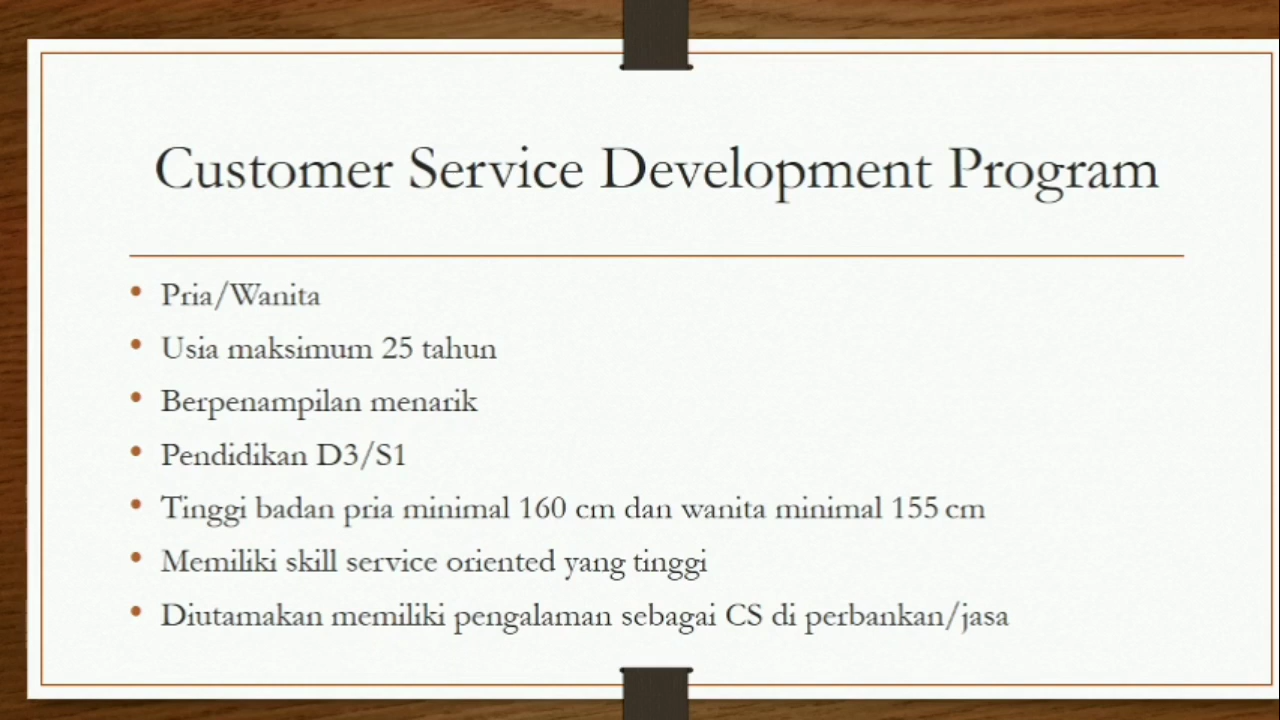 Customer Service Development Program
• Pria/Wanita
• Usia maksimum 25 tahun
• Berpenampilan menarik
• Pendidikan D3/S1
• Tinggi badan pria minimal 160 cm dan wanita minimal 155 cm
• Memiliki skill service oriented yang tinggi
• Diutamakan memiliki pengalaman sebagai CS di perbankan/jasa